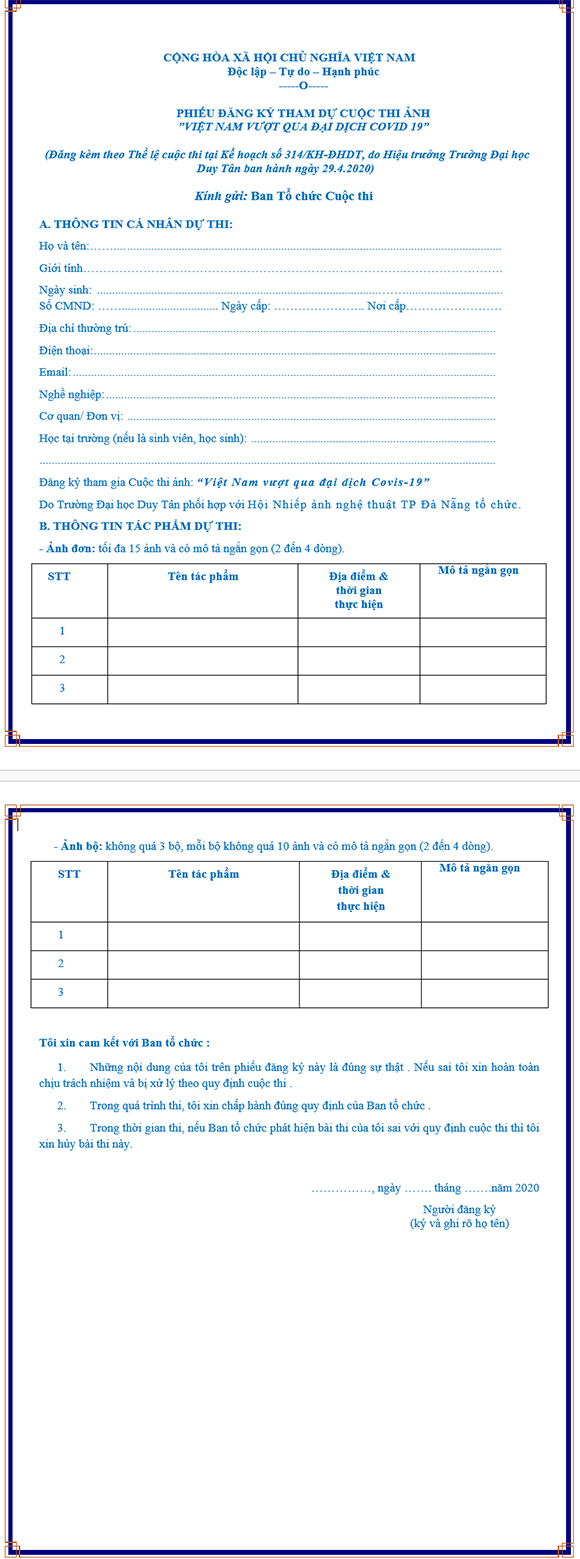 CỘNG HÒA XÃ HỘI CHỦ NGHĨA VIỆT NAM
Độc lập – Tự do – Hạnh phúc
-----O-----
PHIẾU ĐĂNG KÝ THAM DỰ CUỘC THI ẢNH
"VIỆT NAM VƯỢT QUA ĐẠI DỊCH COVID 19"
(Đăng kèm theo Thể lệ cuộc thi tại Kế hoạch số 314/KH-ĐHDT, do Hiệu trưởng Trường Đại học
Duy Tân ban hành ngày 29.4.2020)
Kính gửi: Ban Tổ chức Cuộc thi
A. THÔNG TIN CÁ NHÂN DỰ THI:
Họ và tên:
Giới tính
Ngày sinh:
Số CMND: Ngày cấp: Nơi cấp
Địa chỉ thường trú:
Điện thoại:
Email:
Nghề nghiệp:
Cơ quan/ Đơn vị:
Học tại trường (nếu là sinh viên, học sinh):
Đăng ký tham gia Cuộc thi ảnh: "Việt Nam vượt qua đại dịch Covis-19"
Do Trường Đại học Duy Tân phối hợp với Hội Nhiếp ảnh nghệ thuật TP Đà Nẵng tổ chức.
B. THÔNG TIN TÁC PHẨM DỰ THI:
- Ảnh đơn: tối đa 15 ảnh và có mô tả ngắn gọn (2 đến 4 dòng).
STT Tên tác phẩm Địa điểm & Mô tả ngắn gọn
thời gian
thực hiện
1
2
3
- Ảnh bộ: không quá 3 bộ, mỗi bộ không quá 10 ảnh và có mô tả ngắn gọn (2 đến 4 dòng).
STT Tên tác phẩm Địa điểm & Mô tả ngắn gọn
thời gian
thực hiện
1
2
3
Tôi xin cam kết với Ban tổ chức :
1. Những nội dung của tôi trên phiếu đăng ký này là đúng sự thật . Nếu sai tôi xin hoàn toàn
chịu trách nhiệm và bị xử lý theo quy định cuộc thi .
2. Trong quá trình thi, tôi xin chấp hành đúng quy định của Ban tổ chức .
3. Trong thời gian thi, nếu Ban tổ chức phát hiện bài thi của tôi sai với quy định cuộc thi thì tôi
xin hủy bài thi này.
……………, ngày ……. tháng …….năm 2020
Người đăng ký
(ký và ghi rõ họ tên)